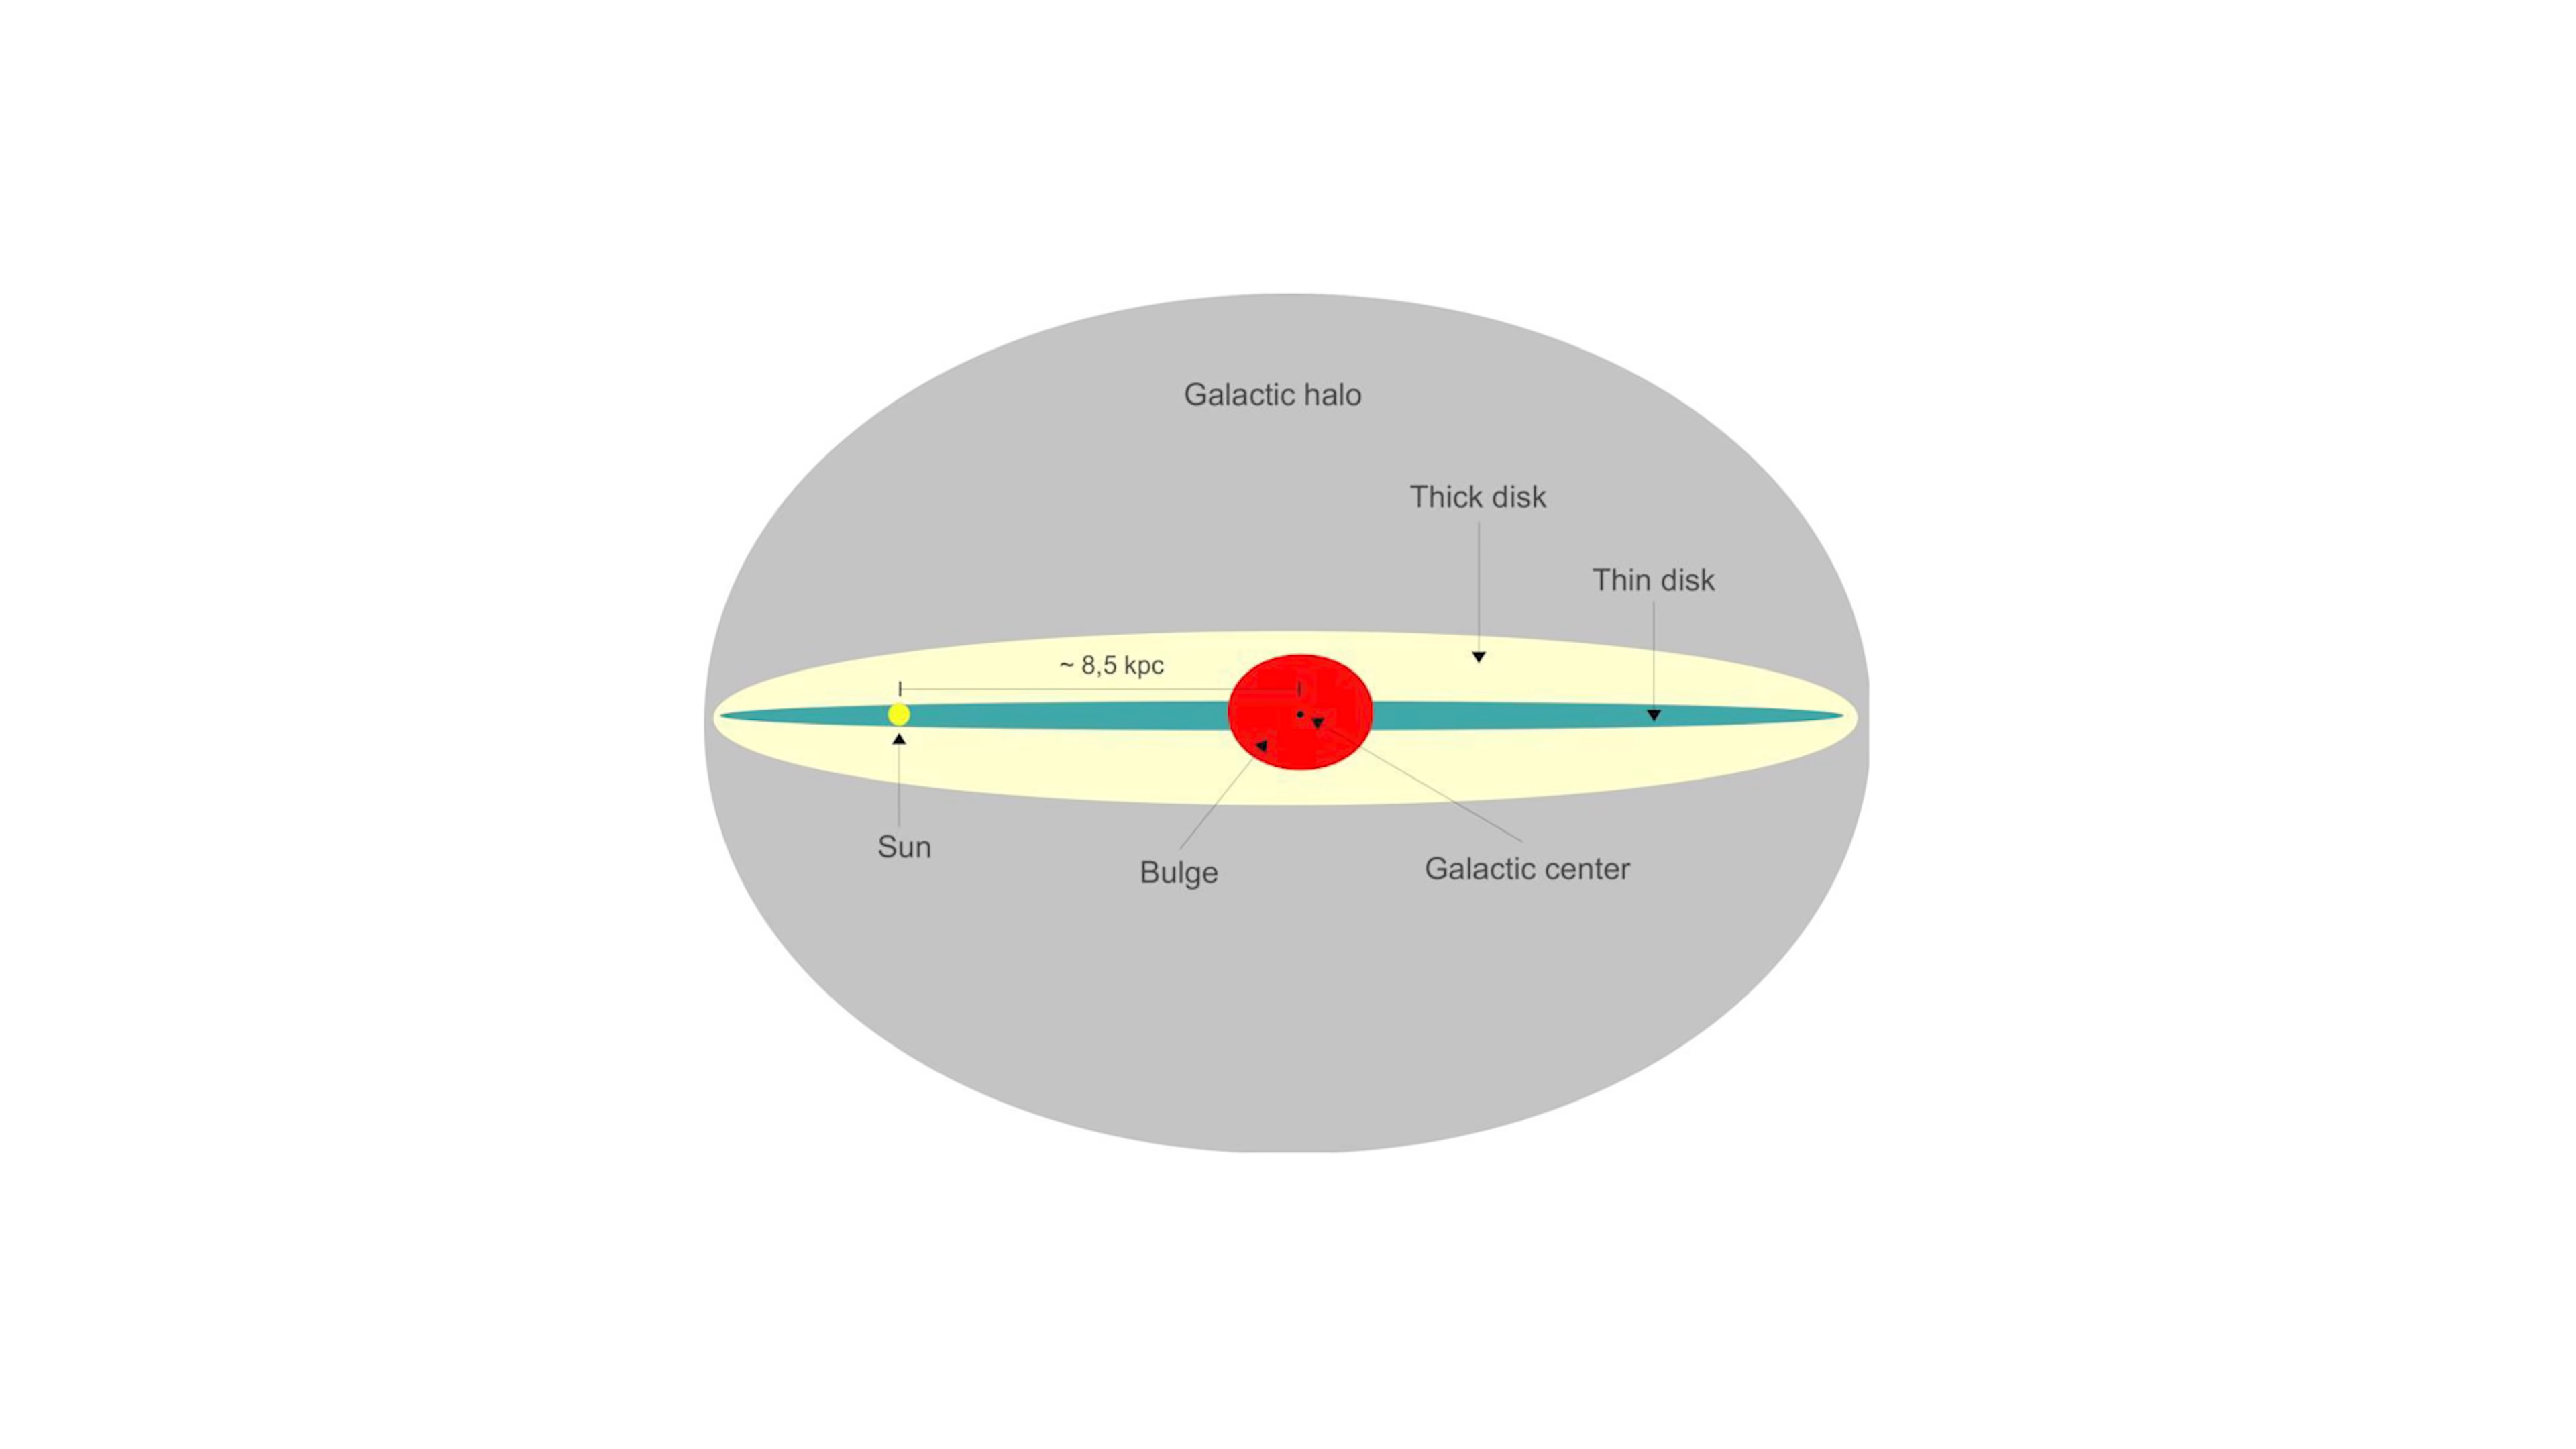 Galactic halo
Thick disk
Thin disk
~ 8,5 kpc
Sun
Bulge
Galactic center